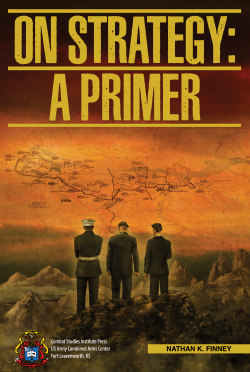 ON STRATEGY:
A PRIMER
Combat Studies Institute Press
US Army Combined Arms Center
Fort Leavenworth, KS
NATHAN K. FINNEY